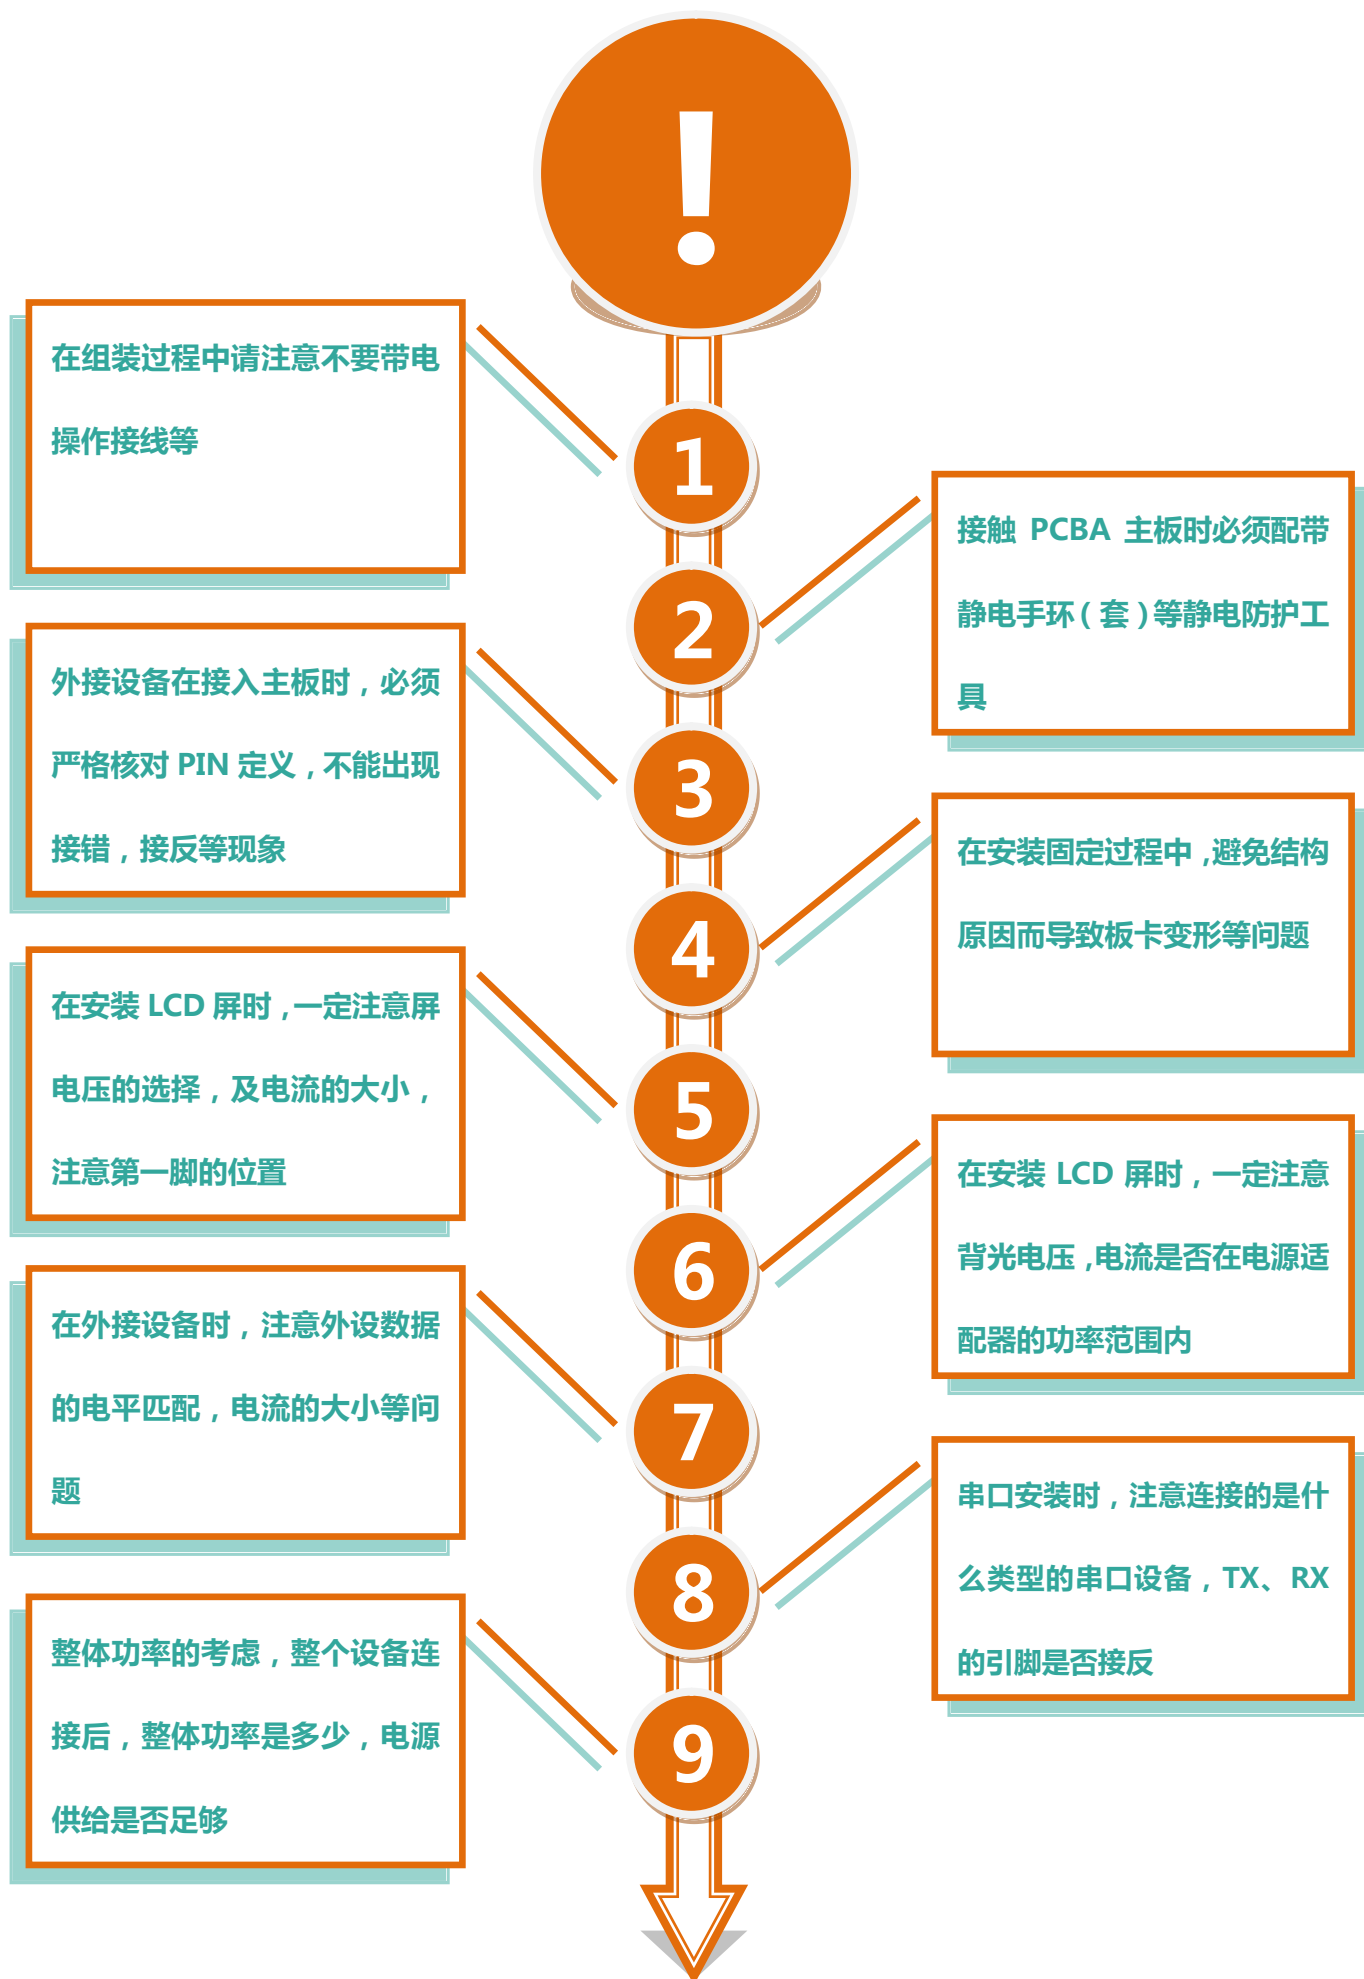 !
1
在组装过程中请注意不要带电
操作接线等
2
接触 PCBA 主板时必须配带
静电手环（套）等静电防护工
具
3
外接设备在接入主板时，必须
严格核对 PIN 定义，不能出现
接错，接反等现象
4
在安装固定过程中，避免结构
原因而导致板卡变形等问题
5
在安装 LCD 屏时，一定注意屏
电压的选择，及电流的大小，
注意第一脚的位置
6
在安装 LCD 屏时，一定注意
背光电压，电流是否在电源适
配器的功率范围内
7
在外接设备时，注意外设数据
的电平匹配，电流的大小等问
题
8
串口安装时，注意连接的是什
么类型的串口设备，TX、RX
的引脚是否接反
9
整体功率的考虑，整个设备连
接后，整体功率是多少，电源
供给是否足够